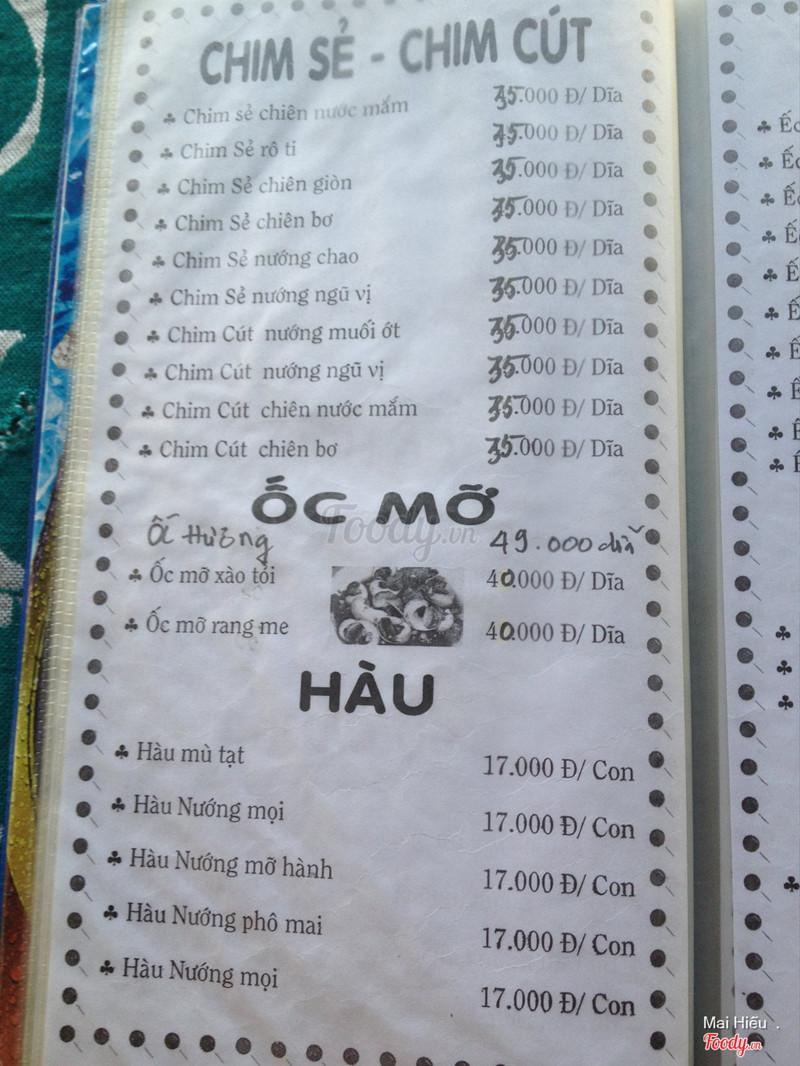 CHIM SẺ - CHIM CÚT
♣ Chim sẻ chiên nước mắm 35.000 Đ/ Dĩa
♣ Chim Sẻ rô ti 35.000 Đ/ Dĩa
♣ Chim Sẻ chiên giòn 35.000 Đ/ Dĩa
♣ Chim Sẻ chiên bơ 35.000 Đ/ Dĩa
♣ Chim Sẻ nướng chao 35.000 Đ/ Dĩa
♣ Chim Sẻ nướng ngũ vị 35.000 Đ/ Dĩa
♣ Chim Cút nướng muối ớt 35.000 Đ/ Dĩa
♣ Chim Cút nướng ngũ vị 35.000 Đ/ Dĩa
♣ Chim Cút chiên nước mắm 35.000 Đ/ Dĩa
♣ Chim Cút chiên bơ 35.000 Đ/ Dĩa
ỐC MỠ
Foody.vn
Ốc Hương 49.000 dĩa
♣ Ốc mỡ xào tỏi 40.000 Đ/ Dĩa
♣ Ốc mỡ rang me 40.000 Đ/ Dĩa
HÀU
♣ Hàu mù tạt 17.000 Đ/ Con
♣ Hàu Nướng mọi 17.000 Đ/ Con
♣ Hàu Nướng mỡ hành 17.000 Đ/ Con
♣ Hàu Nướng phô mai 17.000 Đ/ Con
♣ Hàu Nướng mọi 17.000 Đ/ Con
Mai Hiếu .
Foody.vn